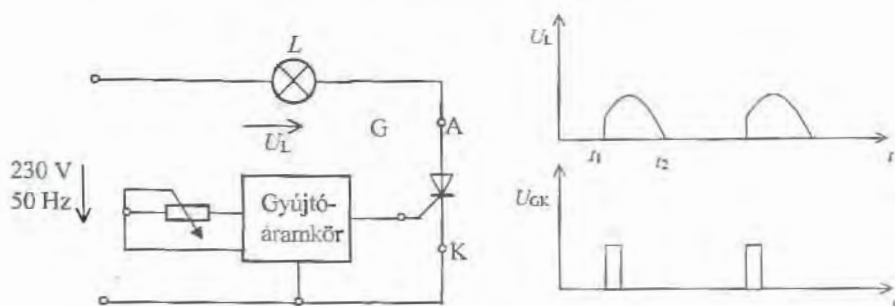 L
G
A
U_L
230 V
50 Hz
Gyújtó-
áramkör
K
U_L
t_1
t_2
t
U_GK